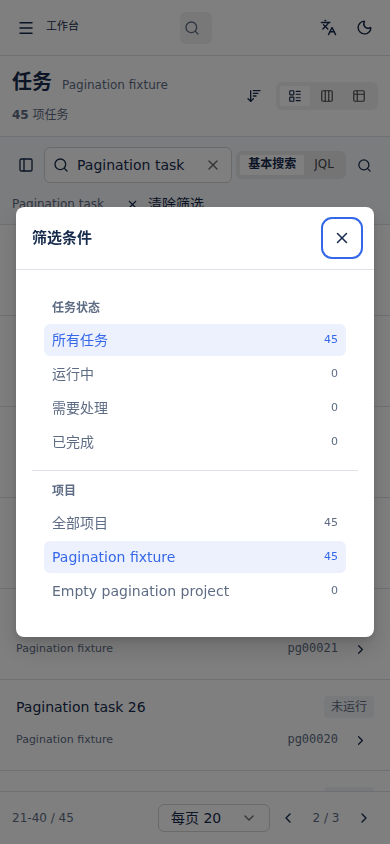 工作台
任务 Pagination fixture
45 项任务
Pagination task
基本搜索 JQL
Pagination task 清除筛选
筛选条件
任务状态
所有任务 45
运行中 0
需要处理 0
已完成 0
项目
全部项目 45
Pagination fixture 45
Empty pagination project 0
Pagination fixture pg00021
Pagination task 26 未运行
Pagination fixture pg00020
21-40 / 45 每页 20 2 / 3